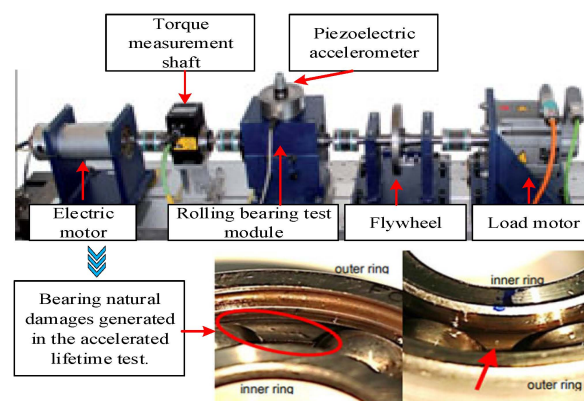 Torque
measurement
shaft
Piezoelectric
accelerometer
Electric
motor
Rolling bearing test
module
Flywheel
Load motor
Bearing natural
damages generated
in the accelerated
lifetime test.
outer ring
inner ring
inner ring
outer ring